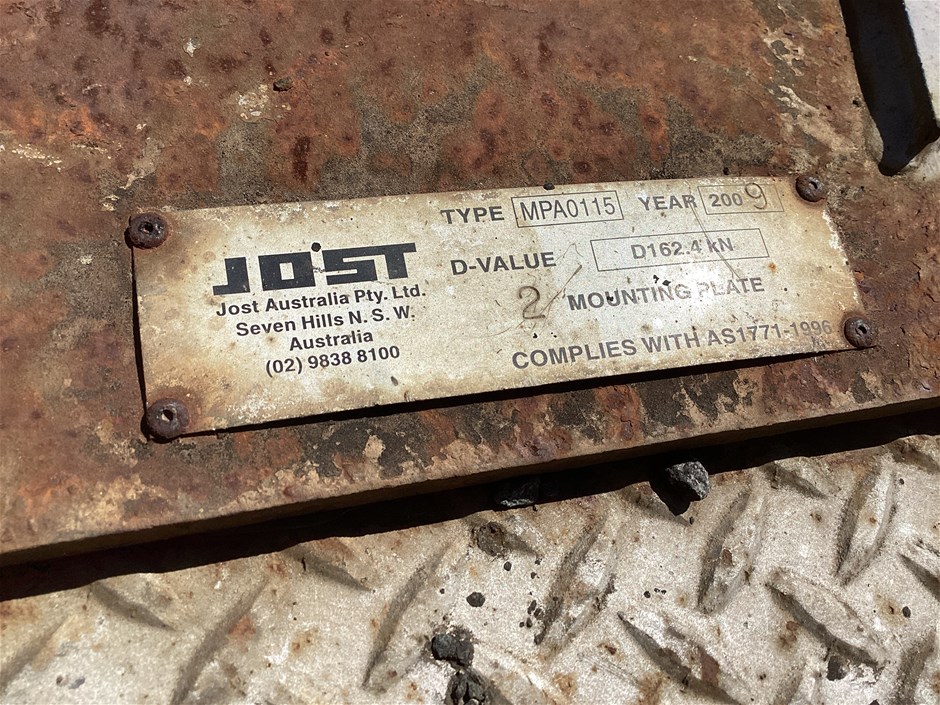 JOST
Jost Australia Pty. Ltd.
Seven Hills N. S. W.
Australia
(02) 9838 8100
TYPE MPA0115 YEAR 2009
D-VALUE D162.4 kN
2 MOUNTING PLATE
COMPLIES WITH AS1771-1996